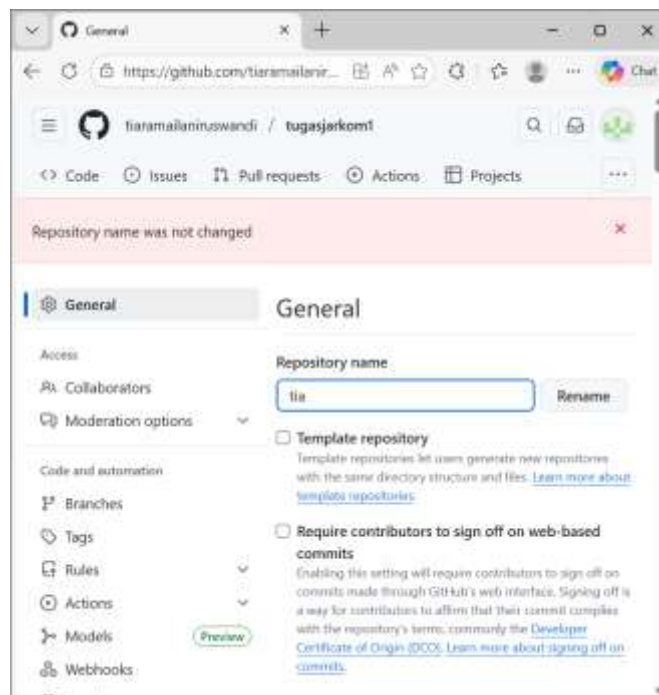 General
https://github.com/tiaramailanir...
Chat
tiaramailaniruswandi / tugasjarkom1
Code Issues Pull requests Actions Projects
Repository name was not changed
General
Access
Collaborators
Moderation options
Code and automation
Branches
Tags
Rules
Actions
Models Preview
Webhooks
General
Repository name
tia Rename
Template repository
Template repositories let users generate new repositories
with the same directory structure and files. Learn more about
template repositories.
Require contributors to sign off on web-based
commits
Enabling this setting will require contributors to sign off on
commits made through GitHub's web interface. Signing off is
a way for contributors to affirm that their commit complies
with the repository's terms, commonly the Developer
Certificate of Origin (DCO). Learn more about signing off on
commits.